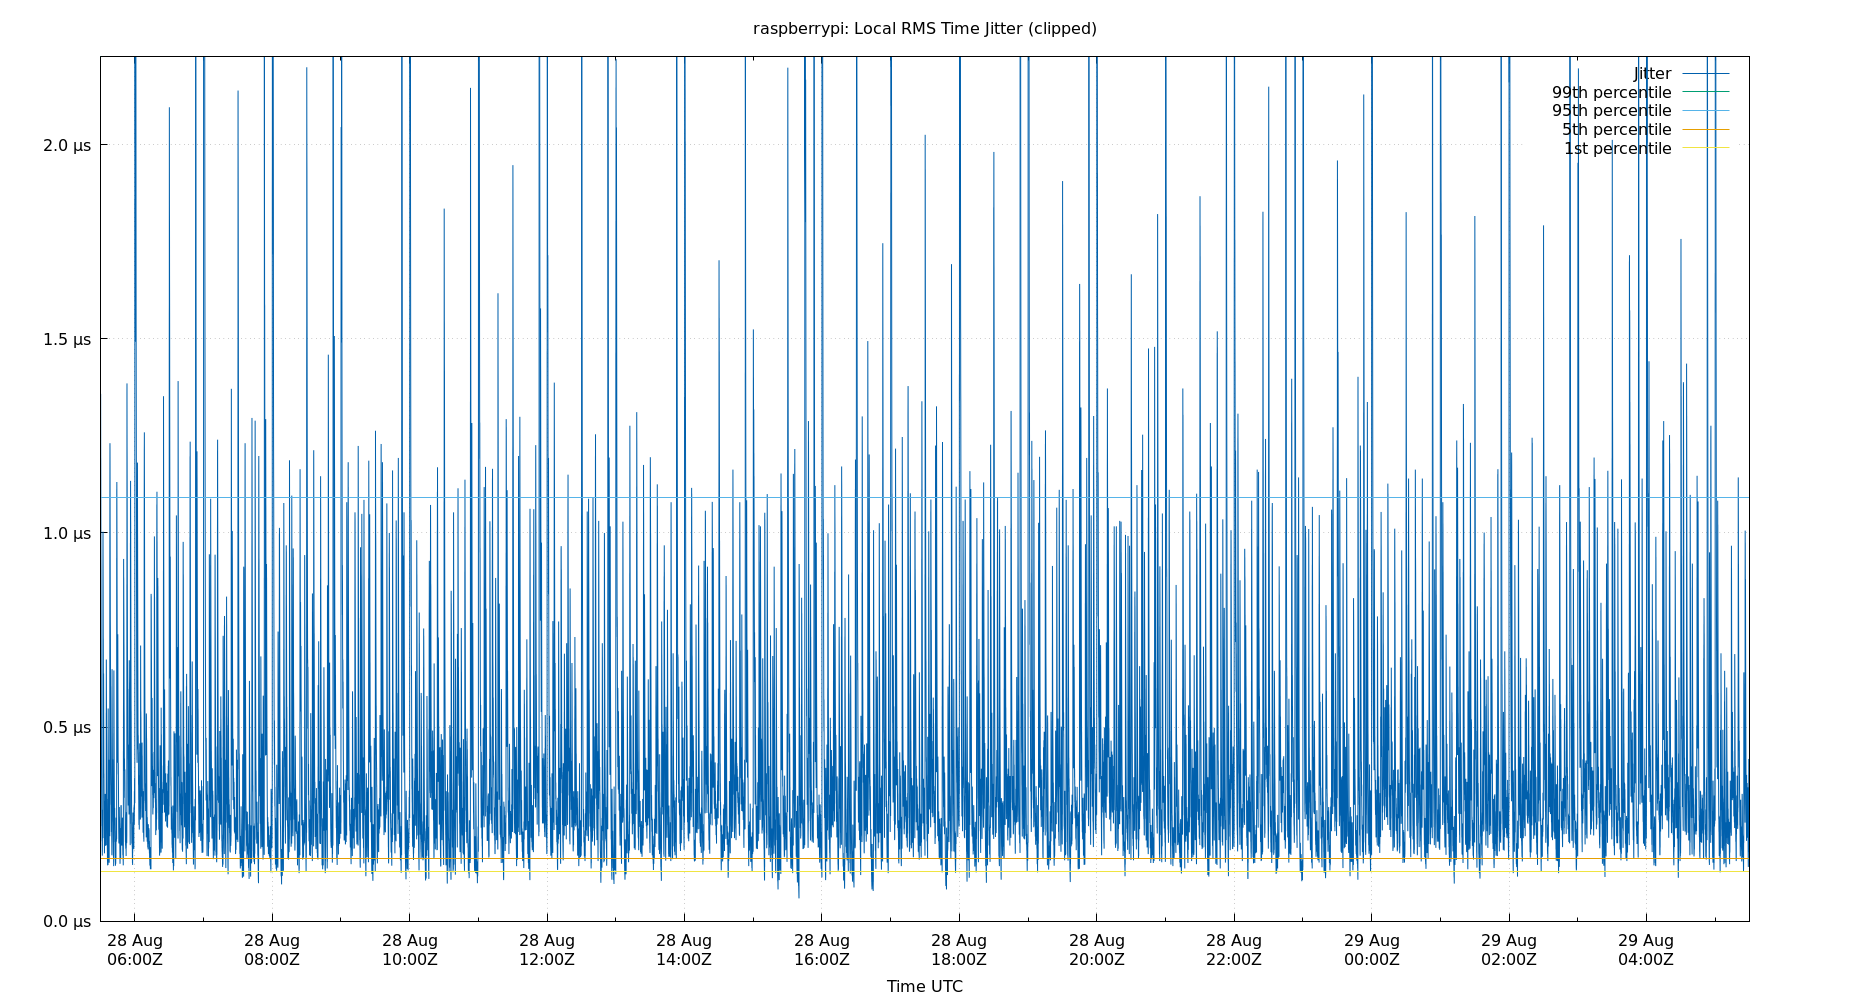 raspberrypi: Local RMS Time Jitter (clipped)
Jitter
99th percentile
95th percentile
5th percentile
1st percentile
2.0 µs
1.5 µs
1.0 µs
0.5 µs
0.0 µs
28 Aug 28 Aug 28 Aug 28 Aug 28 Aug 28 Aug 28 Aug 28 Aug 28 Aug 29 Aug 29 Aug 29 Aug
06:00Z 08:00Z 10:00Z 12:00Z 14:00Z 16:00Z 18:00Z 20:00Z 22:00Z 00:00Z 02:00Z 04:00Z
Time UTC